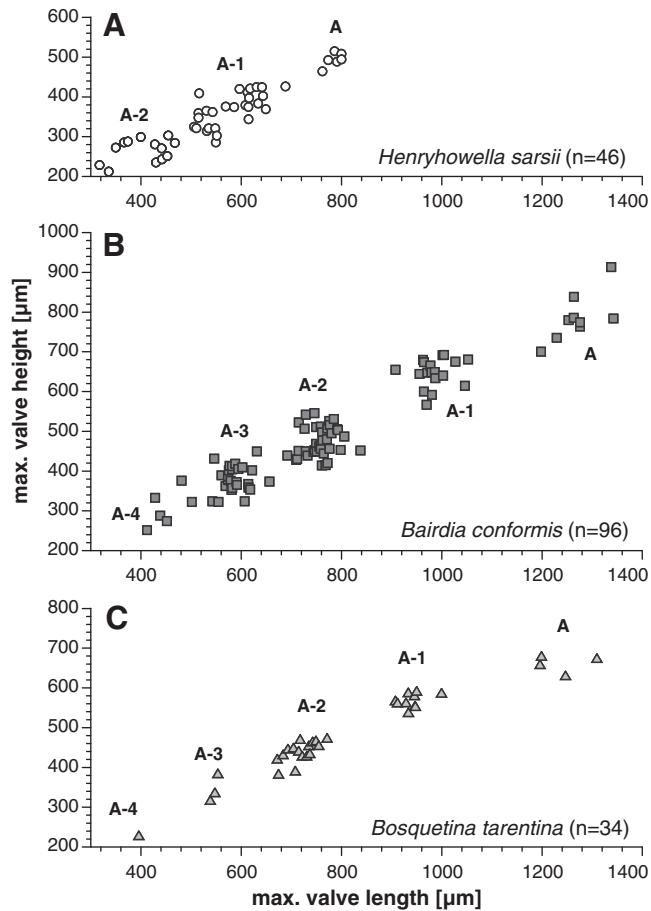 A
600
500
400
300
200
A-2
A-1
A
Henryhowella sarsii (n=46)
400 600 800 1000 1200 1400
B
1000
900
800
700
600
500
400
300
200
max. valve height [µm]
A-4
A-3
A-2
A-1
A
Bairdia conformis (n=96)
400 600 800 1000 1200 1400
C
800
700
600
500
400
300
200
A-4
A-3
A-2
A-1
A
Bosquetina tarentina (n=34)
400 600 800 1000 1200 1400
max. valve length [µm]